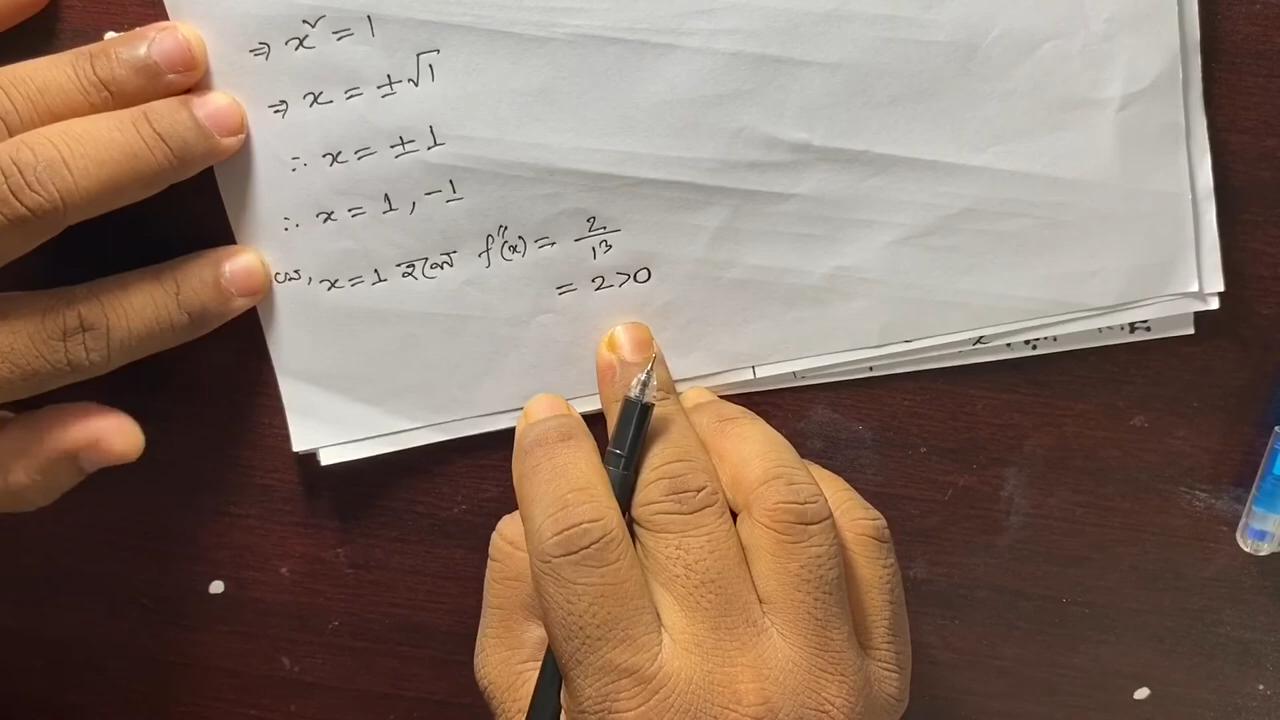 ⇒ x² = 1
⇒ x = ±√1
∴ x = ±1
∴ x = 1, -1
x = 1 হলে f''(x) = 2/1³
= 2>0